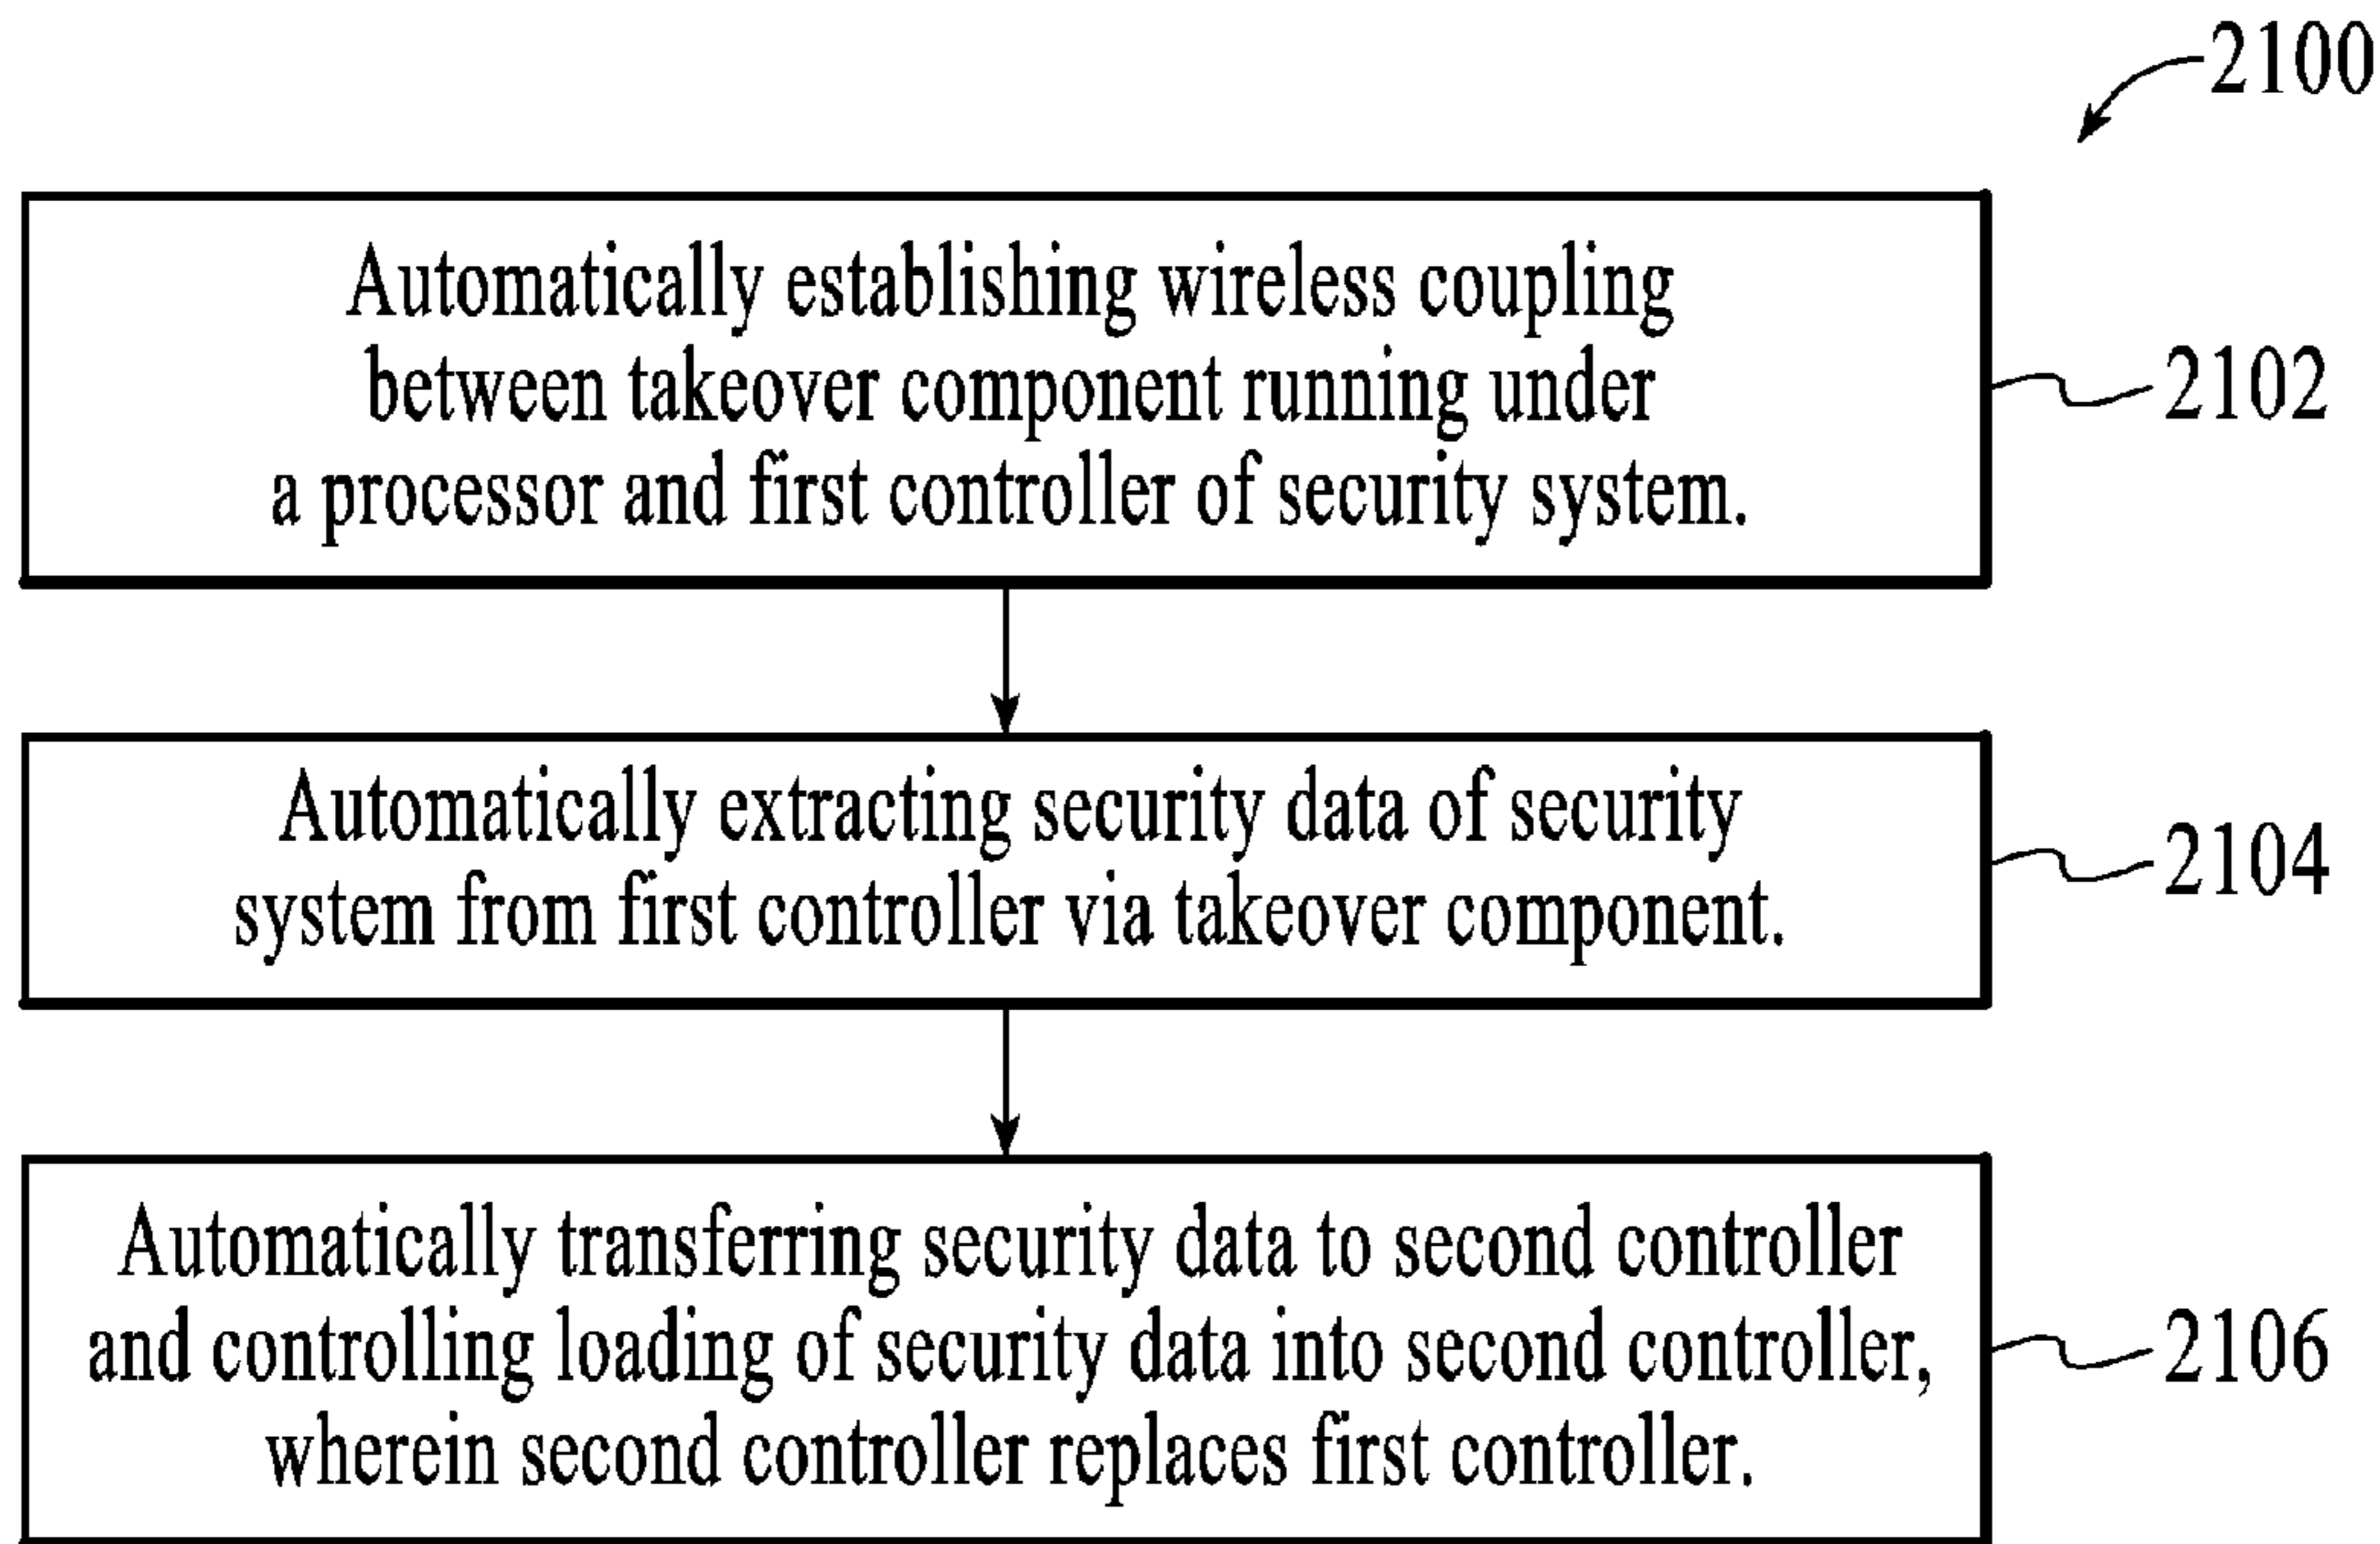 2100
Automatically establishing wireless coupling
between takeover component running under
a processor and first controller of security system.
2102
Automatically extracting security data of security
system from first controller via takeover component.
2104
Automatically transferring security data to second controller
and controlling loading of security data into second controller,
wherein second controller replaces first controller.
2106